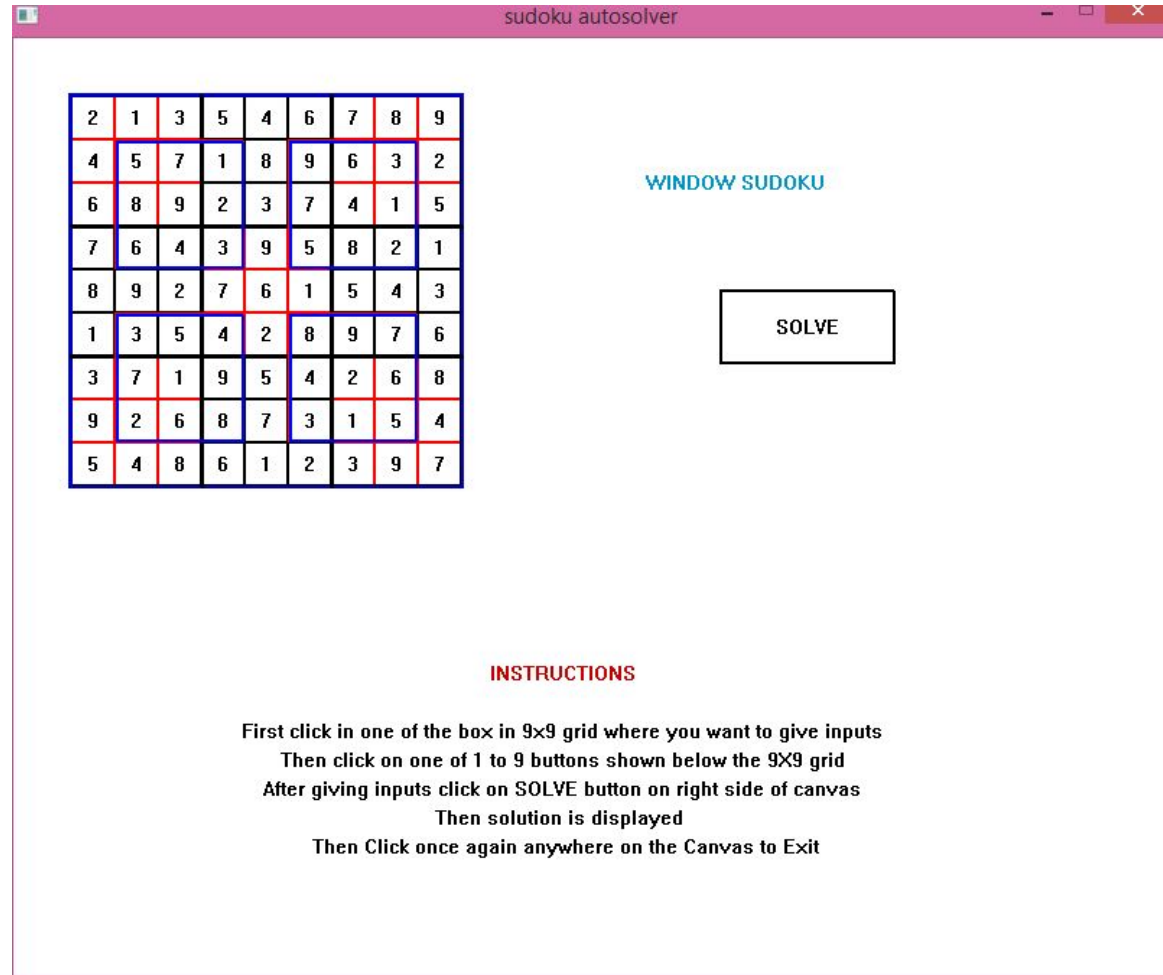 sudoku autosolver
2 1 3 5 4 6 7 8 9
4 5 7 1 8 9 6 3 2
6 8 9 2 3 7 4 1 5
7 6 4 3 9 5 8 2 1
8 9 2 7 6 1 5 4 3
1 3 5 4 2 8 9 7 6
3 7 1 9 5 4 2 6 8
9 2 6 8 7 3 1 5 4
5 4 8 6 1 2 3 9 7
WINDOW SUDOKU
SOLVE
INSTRUCTIONS
First click in one of the box in 9x9 grid where you want to give inputs
Then click on one of 1 to 9 buttons shown below the 9X9 grid
After giving inputs click on SOLVE button on right side of canvas
Then solution is displayed
Then Click once again anywhere on the Canvas to Exit